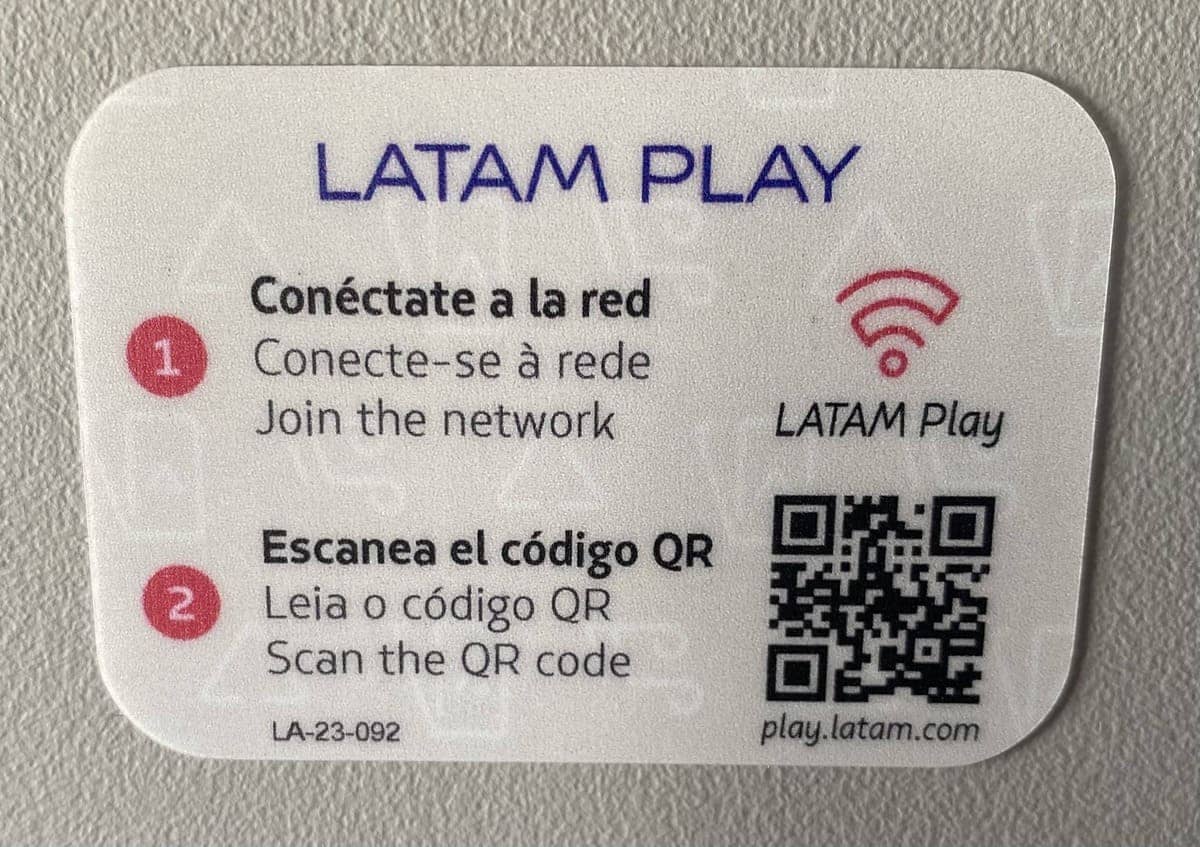 LATAM PLAY
1
Conéctate a la red
Conecte-se à rede
Join the network
LATAM Play
2
Escanea el código QR
Leia o código QR
Scan the QR code
LA-23-092
play.latam.com